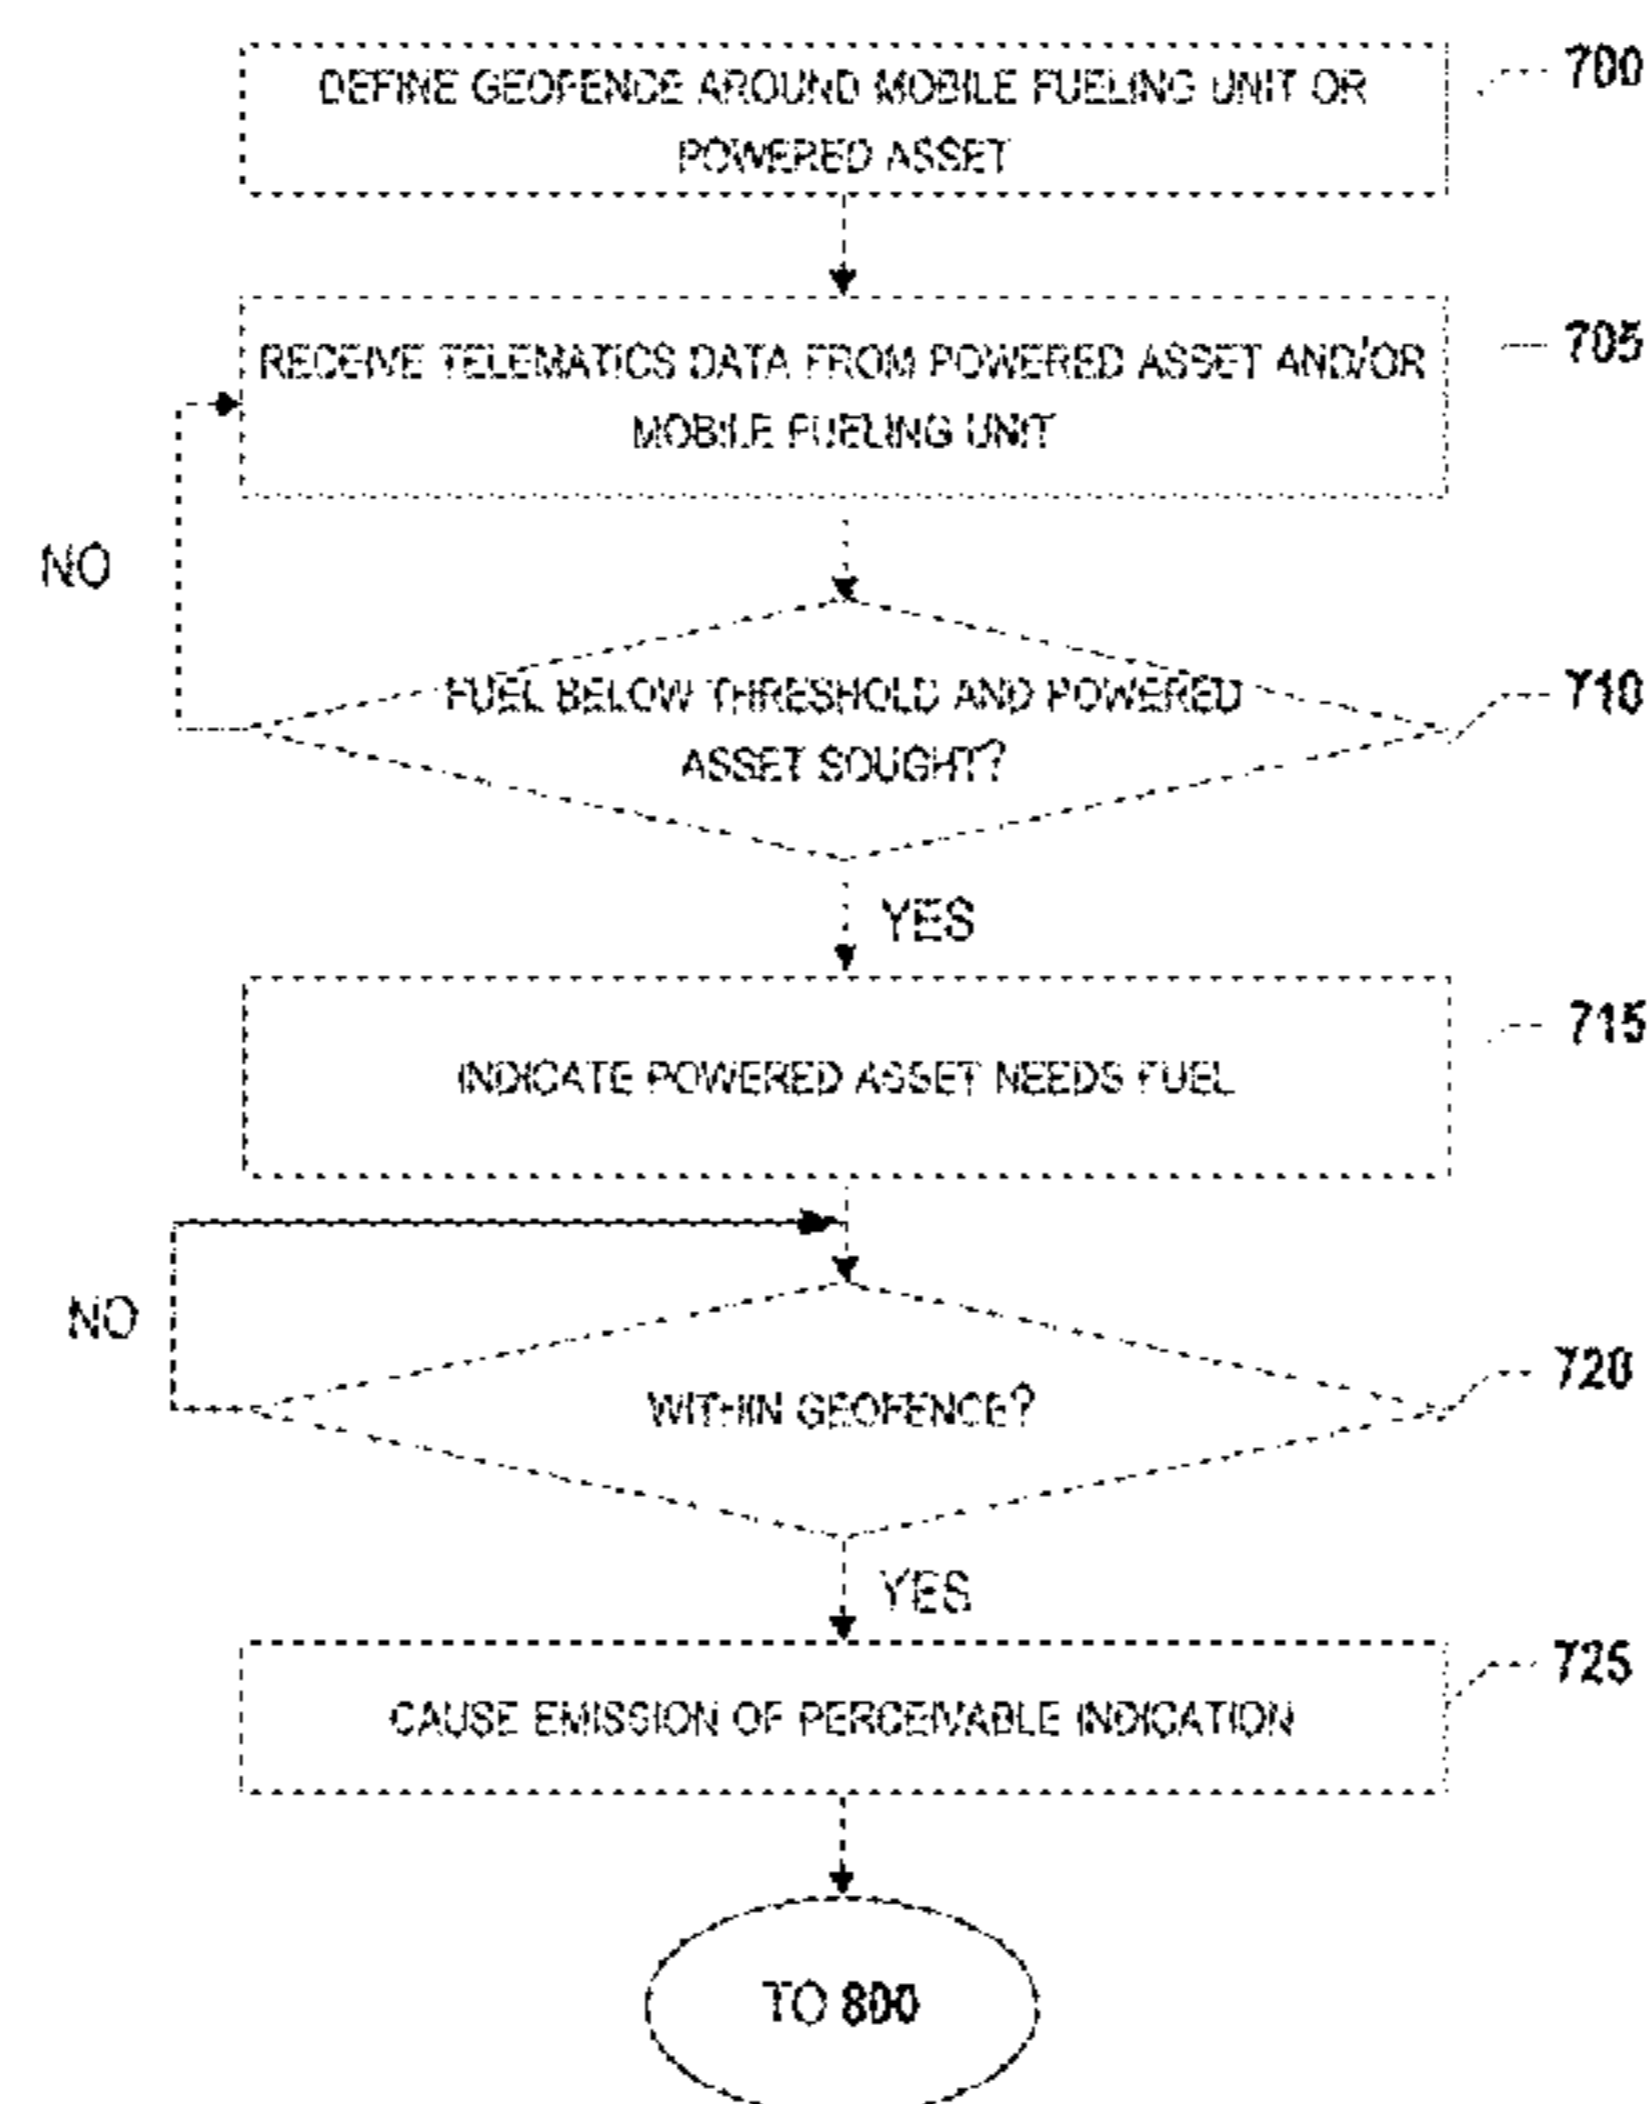 DEFINE GEOFENCE AROUND MOBILE FUELING UNIT OR
POWERED ASSET
700
RECEIVE TELEMATICS DATA FROM POWERED ASSET AND/OR
MOBILE FUELING UNIT
705
NO
FUEL BELOW THRESHOLD AND POWERED
ASSET SOUGHT?
710
YES
INDICATE POWERED ASSET NEEDS FUEL
715
NO
WITHIN GEOFENCE?
720
YES
CAUSE EMISSION OF PERCEIVABLE INDICATION
725
TO 800